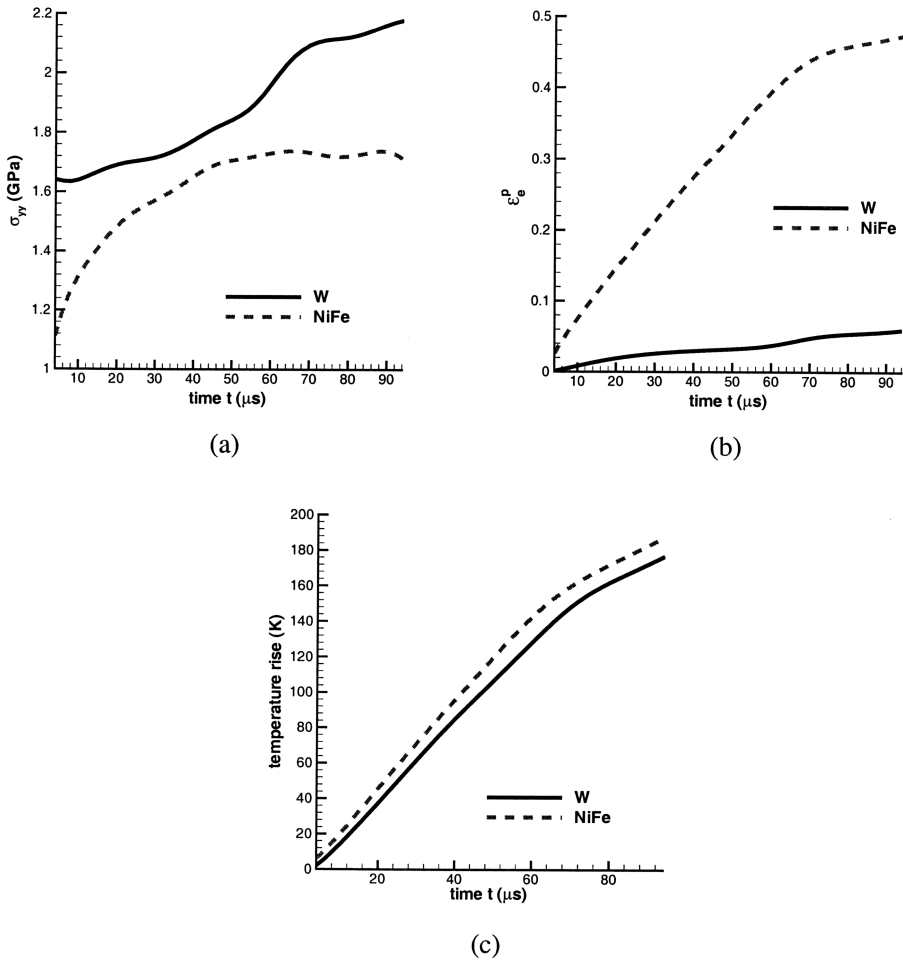 2.2
2
1.8
1.6
1.4
1.2
1
σyy (GPa)
W
NiFe
10 20 30 40 50 60 70 80 90
time t (μs)
(a)
0.5
0.4
0.3
0.2
0.1
0
εpe
W
NiFe
10 20 30 40 50 60 70 80 90
time t (μs)
(b)
200
180
160
140
120
100
80
60
40
20
0
temperature rise (K)
W
NiFe
20 40 60 80
time t (μs)
(c)